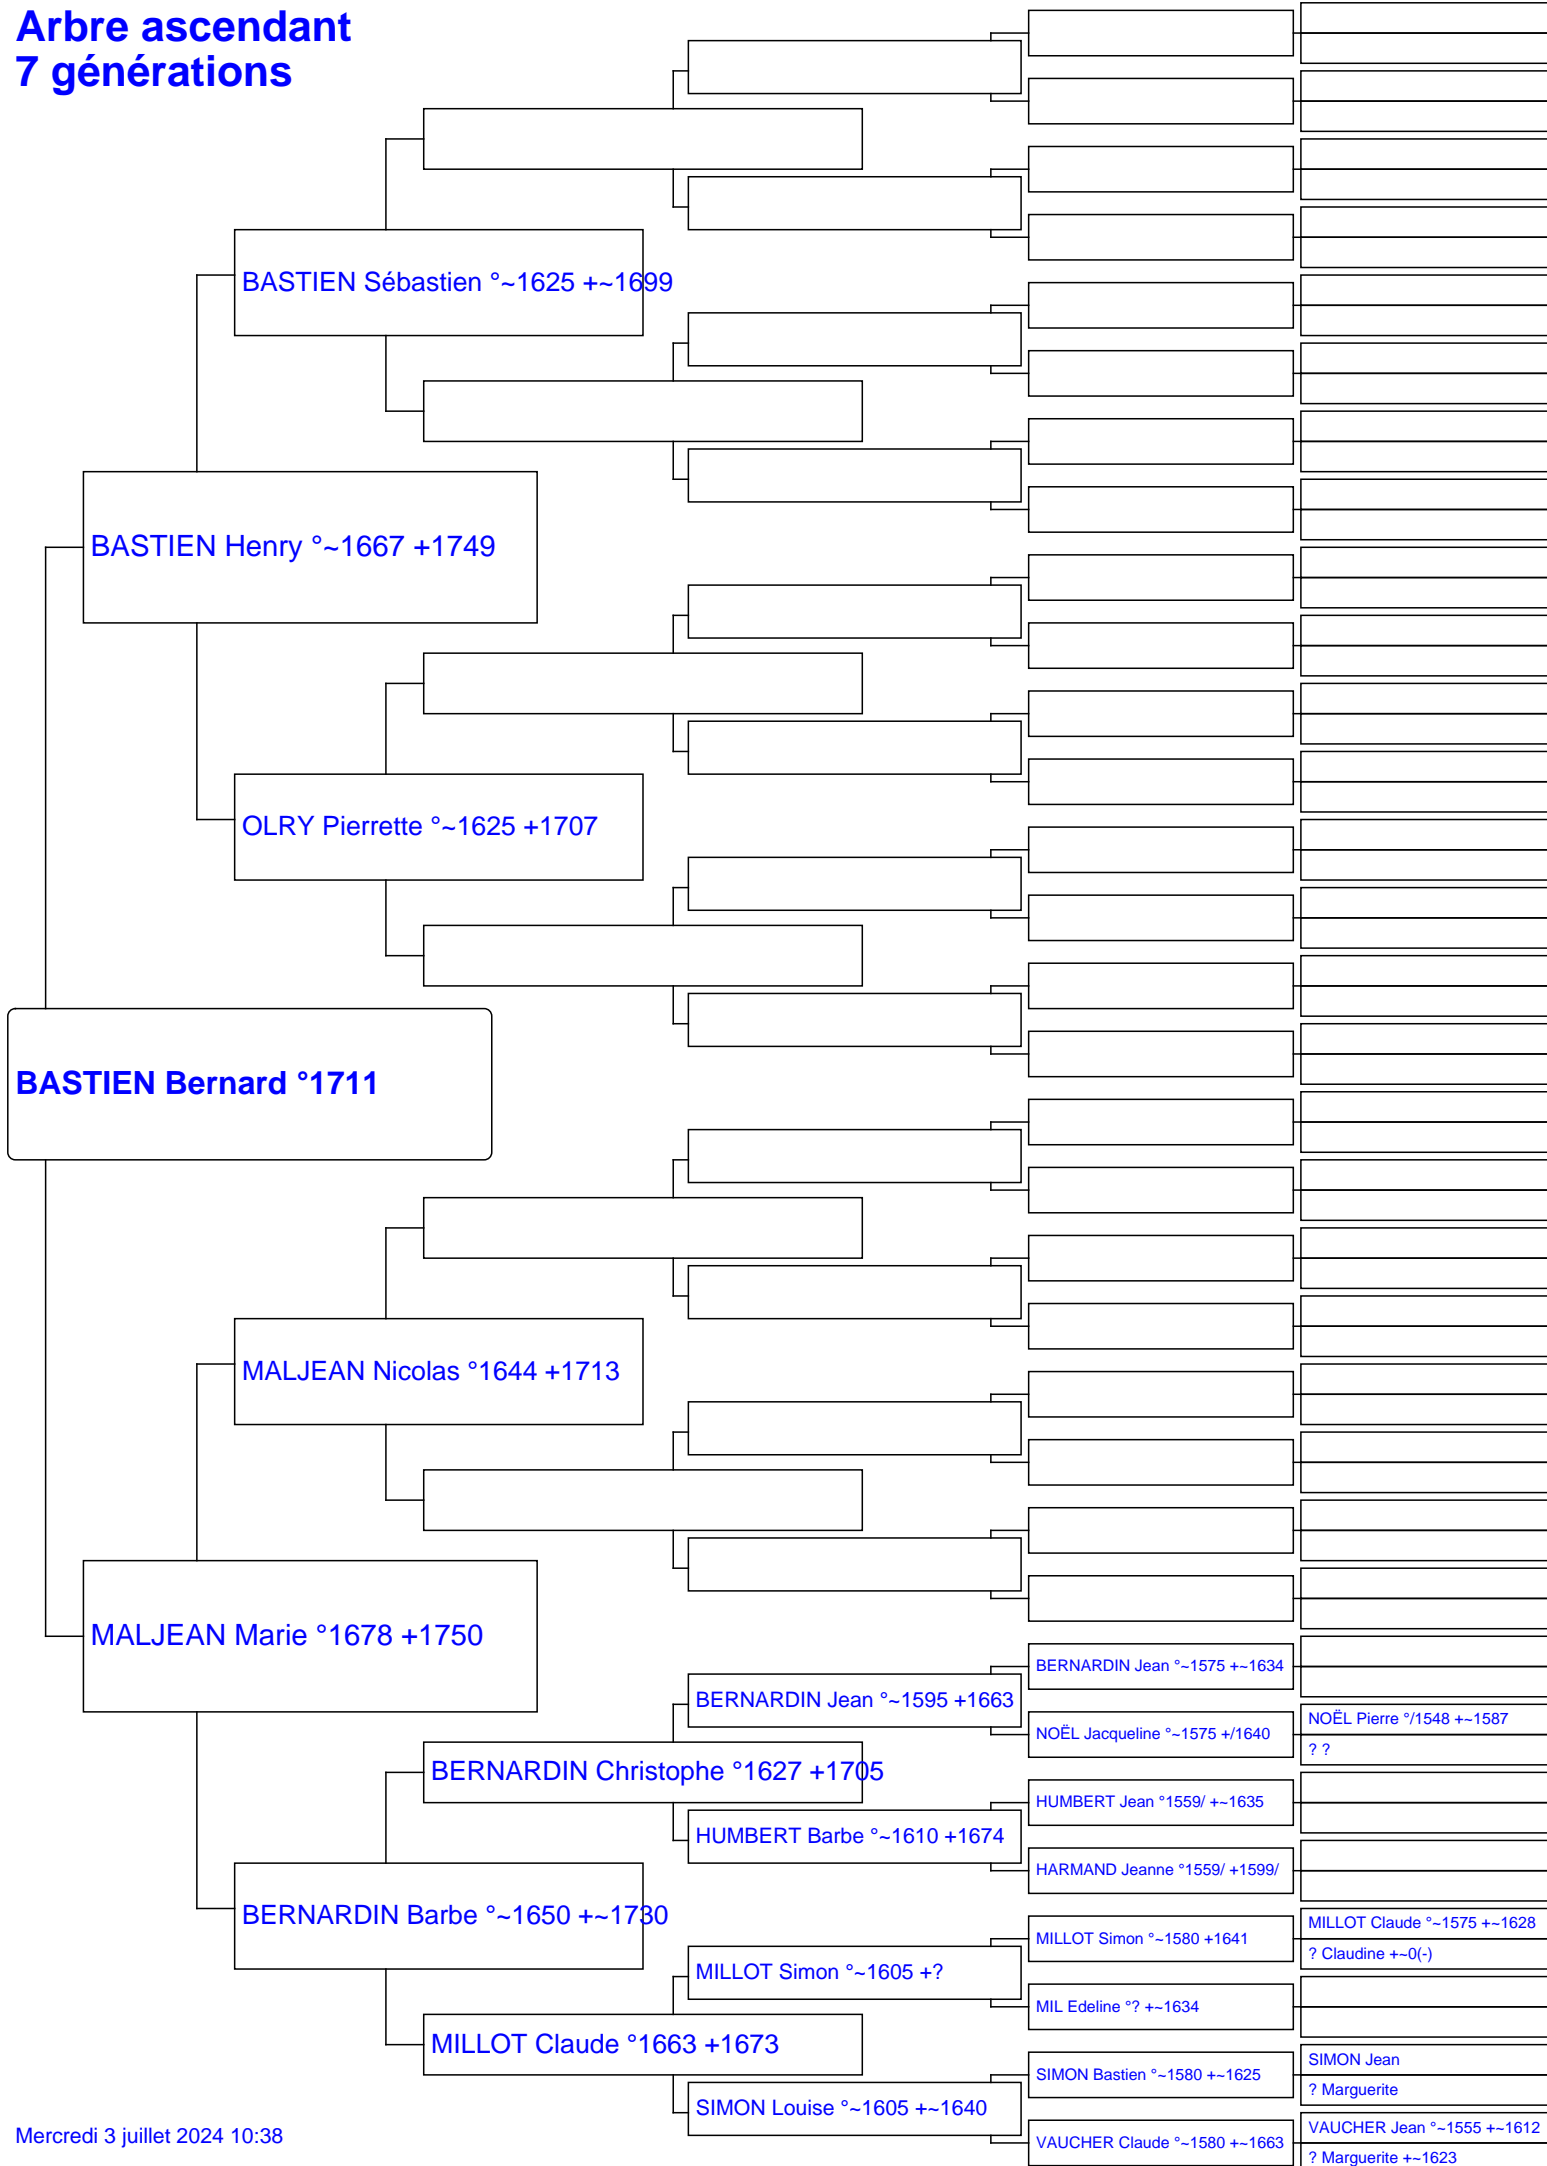 Arbre ascendant
7 générations
BASTIEN Sébastien °~1625 +~1699
BASTIEN Henry °~1667 +1749
OLRY Pierrette °~1625 +1707
BASTIEN Bernard °1711
MALJEAN Nicolas °1644 +1713
MALJEAN Marie °1678 +1750
BERNARDIN Jean °~1575 +~1634
BERNARDIN Jean °~1595 +1663
NOËL Pierre °/1548 +~1587
NOËL Jacqueline °~1575 +/1640
? ?
BERNARDIN Christophe °1627 +1705
HUMBERT Jean °1559/ +~1635
HUMBERT Barbe °~1610 +1674
HARMAND Jeanne °1559/ +1599/
BERNARDIN Barbe °~1650 +~1730
MILLOT Claude °~1575 +~1628
MILLOT Simon °~1580 +1641
? Claudine +~0(-)
MILLOT Simon °~1605 +?
MIL Edeline °? +~1634
MILLOT Claude °1663 +1673
SIMON Jean
SIMON Bastien °~1580 +~1625
? Marguerite
SIMON Louise °~1605 +~1640
VAUCHER Jean °~1555 +~1612
VAUCHER Claude °~1580 +~1663
? Marguerite +~1623
Mercredi 3 juillet 2024 10:38